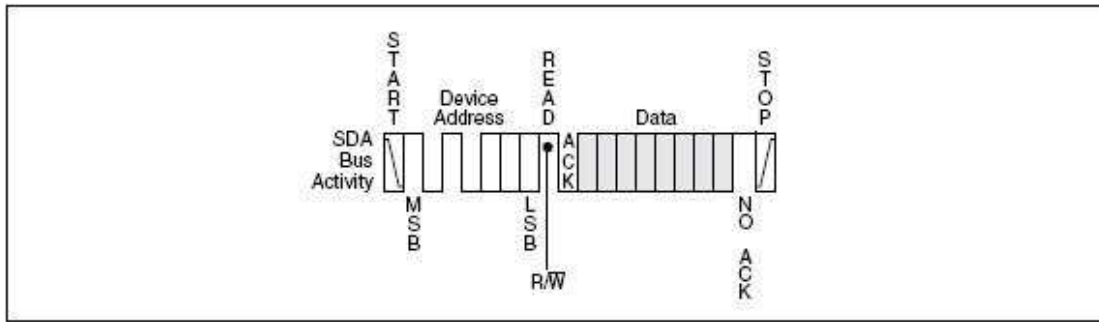 START
READ
STOP
Device
Address
Data
SDA
Bus
Activity
ACK
MSB
LSB
NO ACK
R/W̅